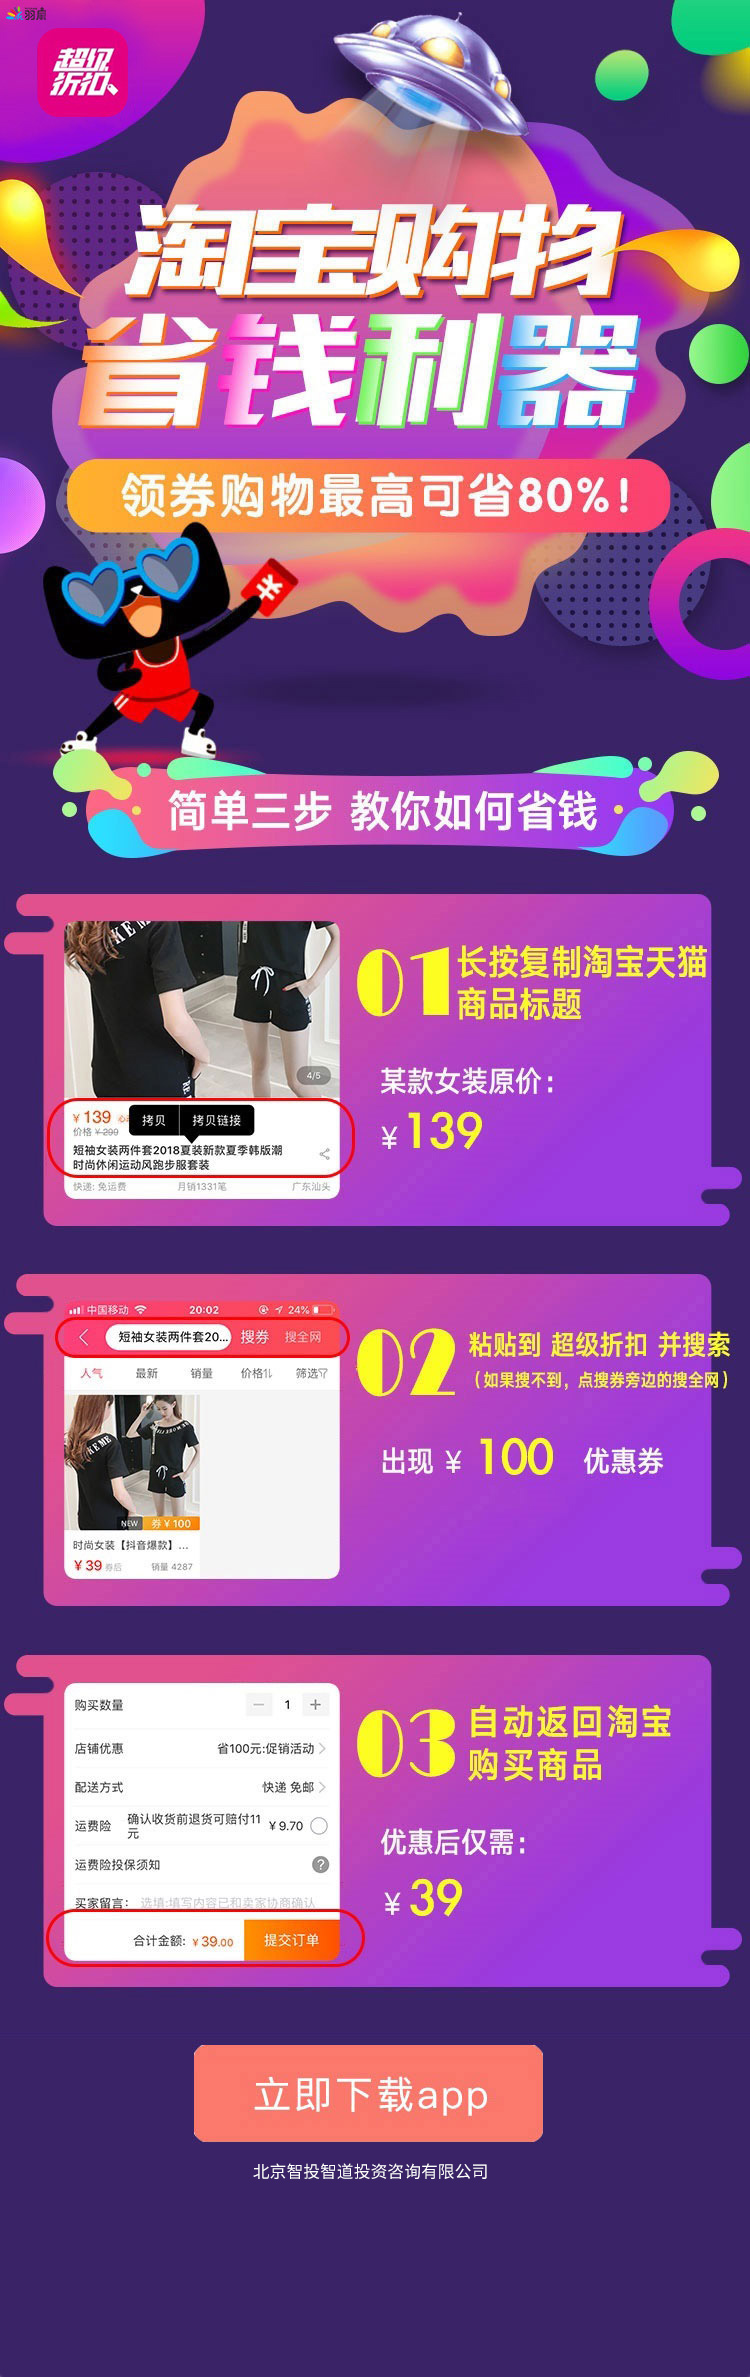 羽素
超级
折扣
淘宝购物
省钱利器
领券购物最高可省80%!
简单三步 教你如何省钱
KE ME
4/5
¥139
价格 ¥299
拷贝 拷贝链接
短袖女装两件套2018夏装新款夏季韩版潮
时尚休闲运动风跑步服套装
快递: 免运费 月销1331笔 广东汕头
01 长按复制淘宝天猫
商品标题
某款女装原价:
¥139
中国移动 20:02 24%
短袖女装两件套20... 搜券 搜全网
人气 最新 销量 价格 筛选
KE ME
NEW 券¥100
时尚女装【抖音爆款】...
¥39 券后 销量 4287
02 粘贴到 超级折扣 并搜索
(如果搜不到，点搜券旁边的搜全网)
出现 ¥ 100 优惠券
购买数量 1
店铺优惠 省100元:促销活动
配送方式 快递 免邮
运费险 确认收货前退货可赔付11元 ¥9.70
运费险投保须知
买家留言: 选填:填写内容已和卖家协商确认
合计金额: ¥39.00 提交订单
03 自动返回淘宝
购买商品
优惠后仅需:
¥39
立即下载app
北京智投智道投资咨询有限公司